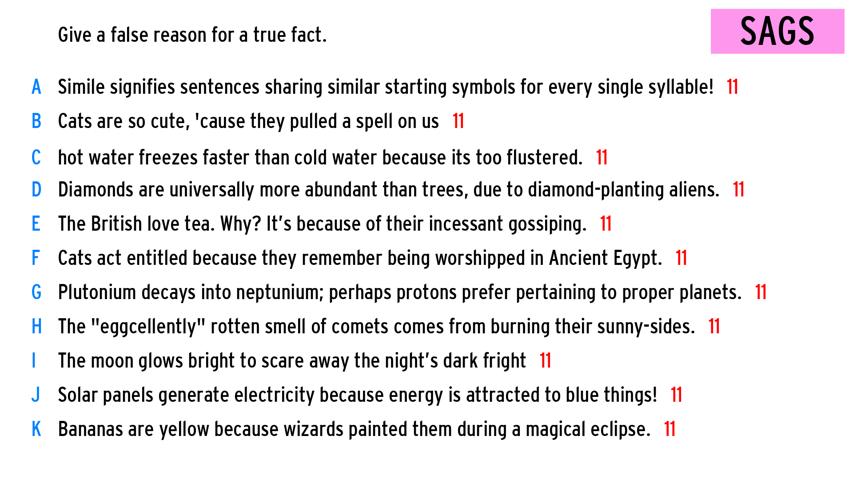 Give a false reason for a true fact.
SAGS
A Simile signifies sentences sharing similar starting symbols for every single syllable! 11
B Cats are so cute, 'cause they pulled a spell on us 11
C hot water freezes faster than cold water because its too flustered. 11
D Diamonds are universally more abundant than trees, due to diamond-planting aliens. 11
E The British love tea. Why? It's because of their incessant gossiping. 11
F Cats act entitled because they remember being worshipped in Ancient Egypt. 11
G Plutonium decays into neptunium; perhaps protons prefer pertaining to proper planets. 11
H The "eggcellently" rotten smell of comets comes from burning their sunny-sides. 11
I The moon glows bright to scare away the night's dark fright 11
J Solar panels generate electricity because energy is attracted to blue things! 11
K Bananas are yellow because wizards painted them during a magical eclipse. 11